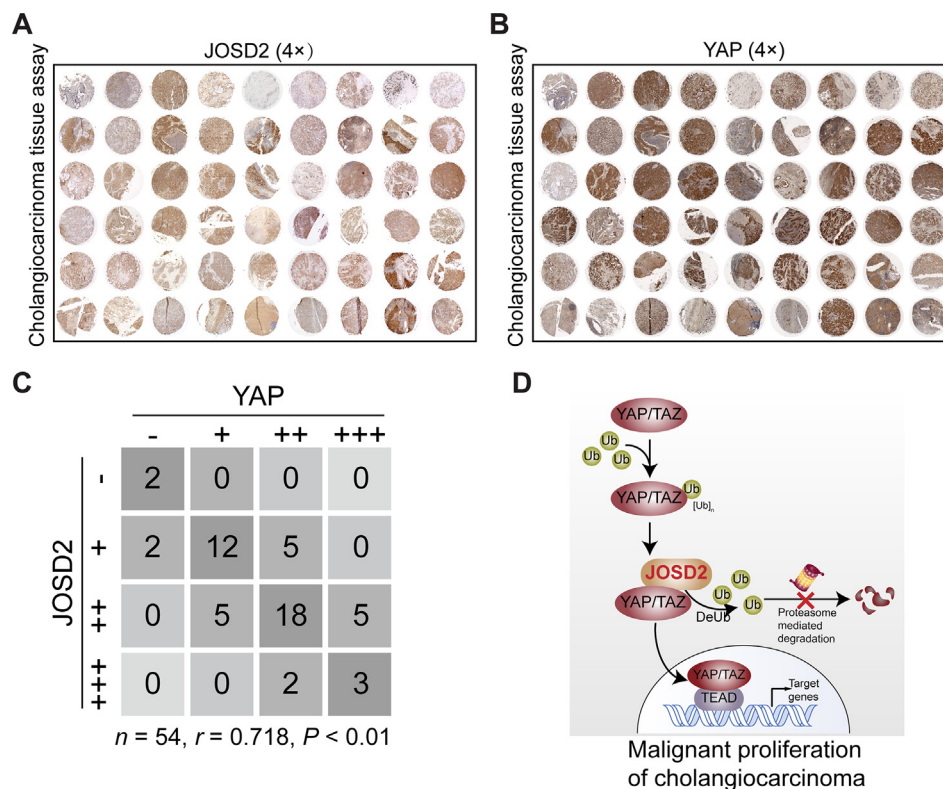 A
JOSD2 (4×)
Cholangiocarcinoma tissue assay
B
YAP (4×)
Cholangiocarcinoma tissue assay
C
YAP
- + ++ +++
JOSD2
- 2 0 0 0
+ 2 12 5 0
++ 0 5 18 5
+++ 0 0 2 3
n = 54, r = 0.718, P < 0.01
D
YAP/TAZ
Ub
Ub
Ub
Ub
YAP/TAZ Ub
[Ub]n
JOSD2
YAP/TAZ
Ub
Ub
Ub
DeUb
Proteasome
mediated
degradation
YAP/TAZ
TEAD
Target
genes
Malignant proliferation
of cholangiocarcinoma